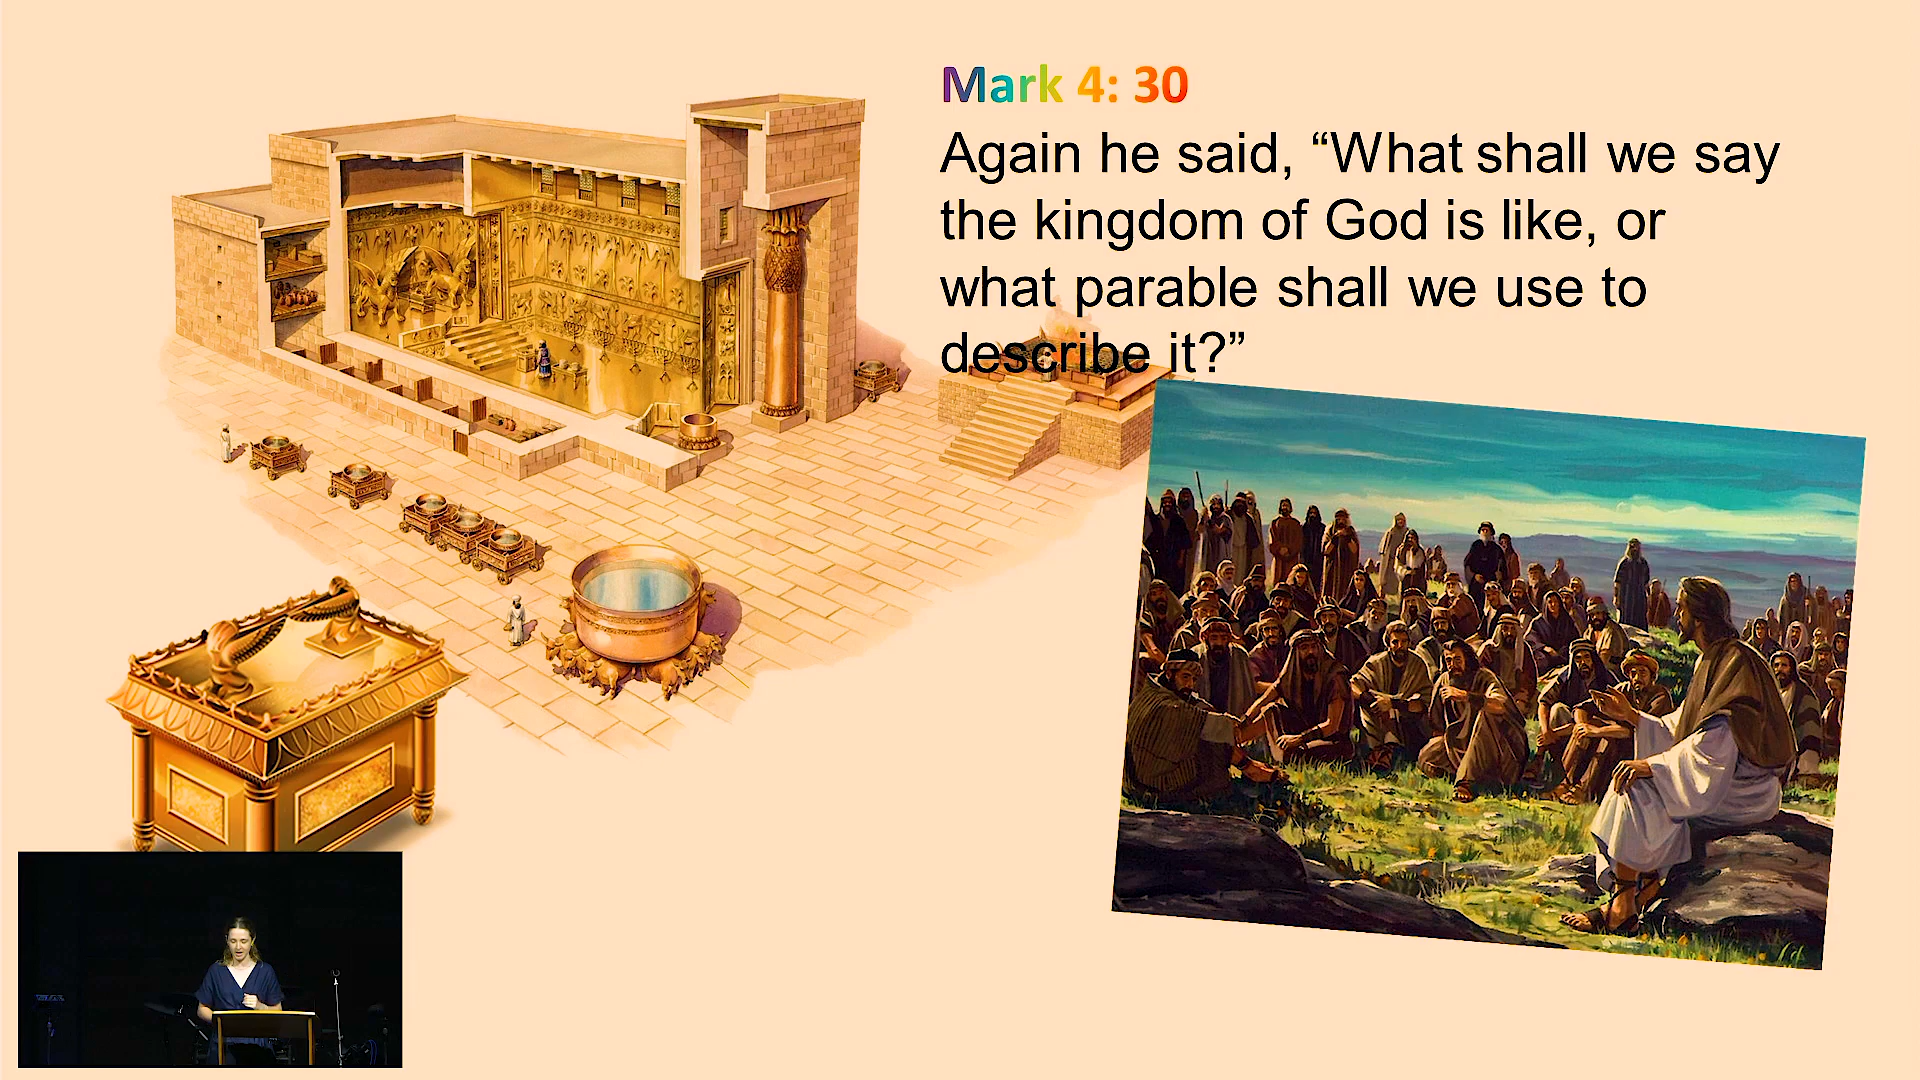 Mark 4: 30
Again he said, “What shall we say
the kingdom of God is like, or
what parable shall we use to
describe it?”